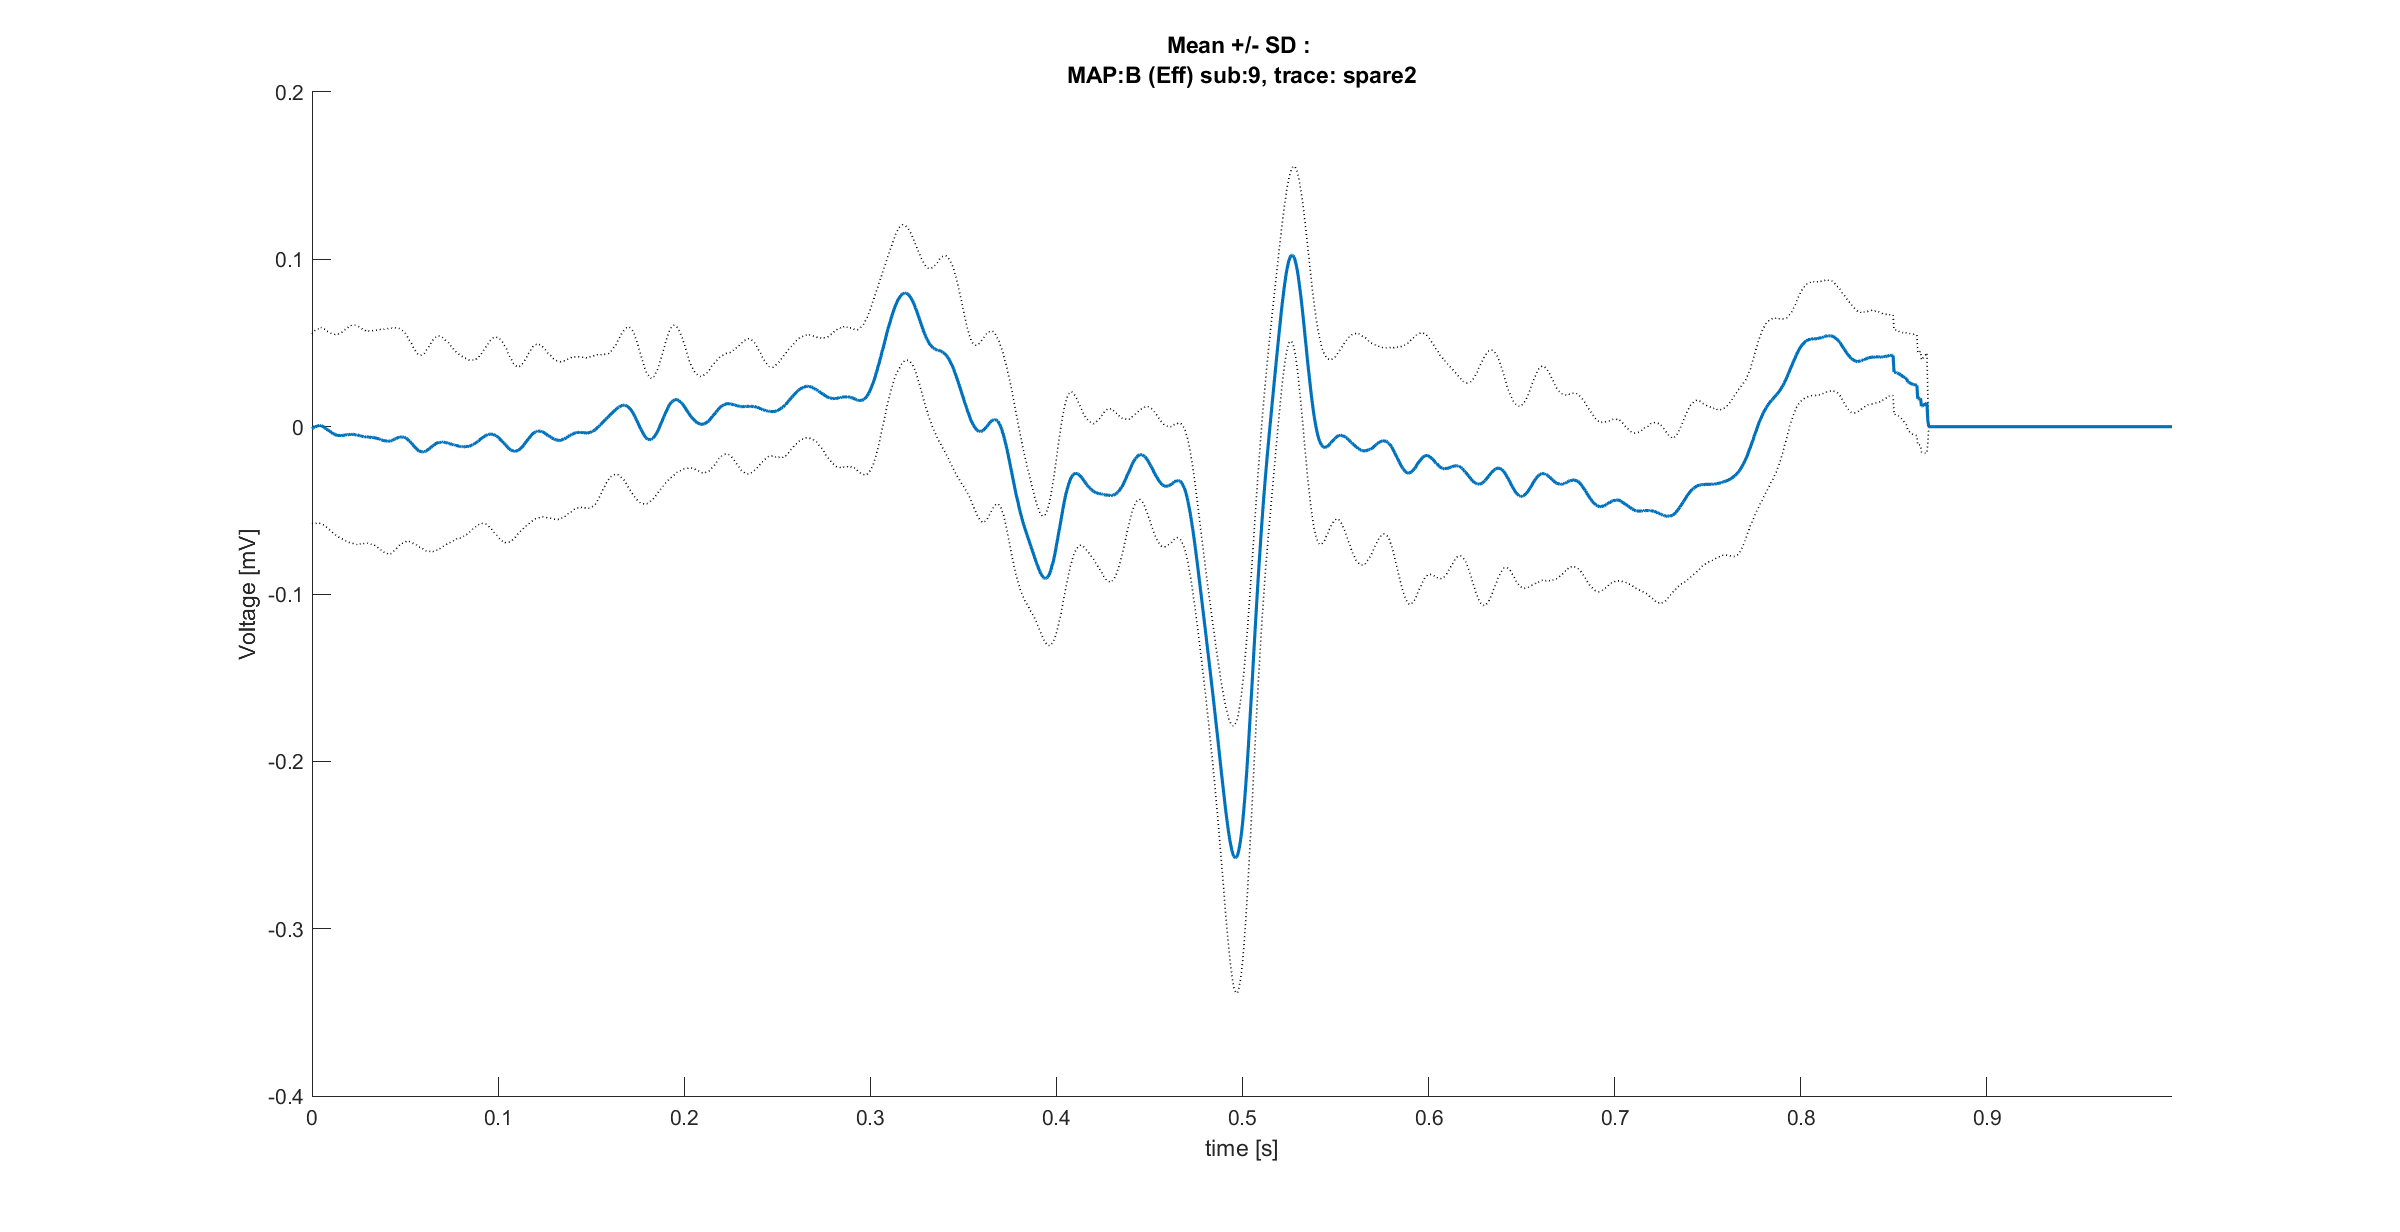 Mean +/- SD :
MAP:B (Eff) sub:9, trace: spare2
0.2
0.1
0
-0.1
-0.2
-0.3
-0.4
Voltage [mV]
0 0.1 0.2 0.3 0.4 0.5 0.6 0.7 0.8 0.9
time [s]